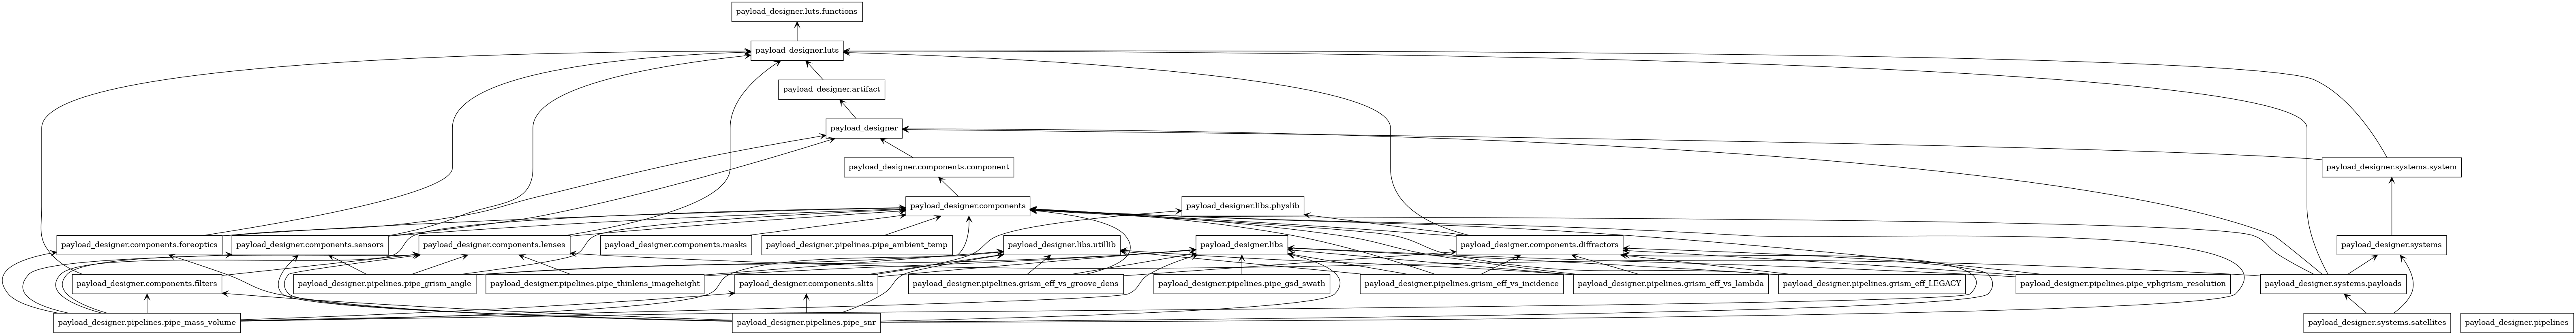 payload_designer.luts.functions
payload_designer.luts
payload_designer.artifact
payload_designer
payload_designer.components.component
payload_designer.systems.system
payload_designer.components
payload_designer.libs.physlib
payload_designer.components.foreoptics
payload_designer.components.sensors
payload_designer.components.lenses
payload_designer.components.masks
payload_designer.pipelines.pipe_ambient_temp
payload_designer.libs.utillib
payload_designer.libs
payload_designer.components.diffractors
payload_designer.systems
payload_designer.components.filters
payload_designer.pipelines.pipe_grism_angle
payload_designer.pipelines.pipe_thinlens_imageheight
payload_designer.components.slits
payload_designer.pipelines.grism_eff_vs_groove_dens
payload_designer.pipelines.pipe_gsd_swath
payload_designer.pipelines.grism_eff_vs_incidence
payload_designer.pipelines.grism_eff_vs_lambda
payload_designer.pipelines.grism_eff_LEGACY
payload_designer.pipelines.pipe_vphgrism_resolution
payload_designer.systems.payloads
payload_designer.pipelines.pipe_mass_volume
payload_designer.pipelines.pipe_snr
payload_designer.systems.satellites
payload_designer.pipelines